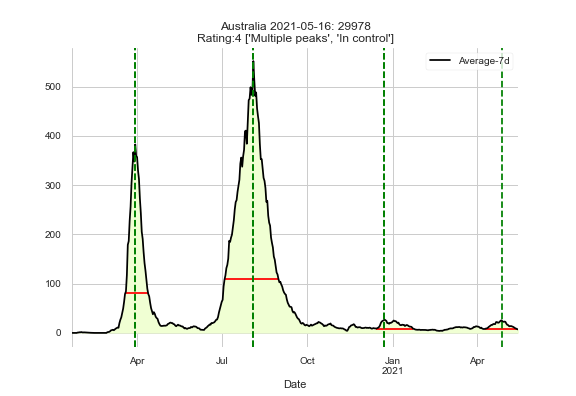 Australia 2021-05-16: 29978
Rating:4 ['Multiple peaks', 'In control']
Average-7d
500
400
300
200
100
0
Apr
Jul
Oct
Jan
2021
Apr
Date